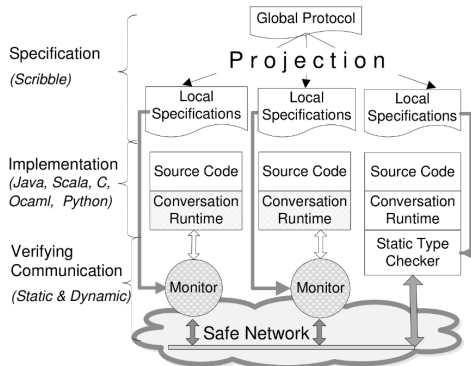 Global Protocol
Specification
(Scribble)
Projection
Local
Specifications
Local
Specifications
Local
Specifications
Implementation
(Java, Scala, C,
Ocaml, Python)
Source Code
Conversation
Runtime
Source Code
Conversation
Runtime
Source Code
Conversation
Runtime
Static Type
Checker
Verifying
Communication
(Static & Dynamic)
Monitor
Monitor
Safe Network